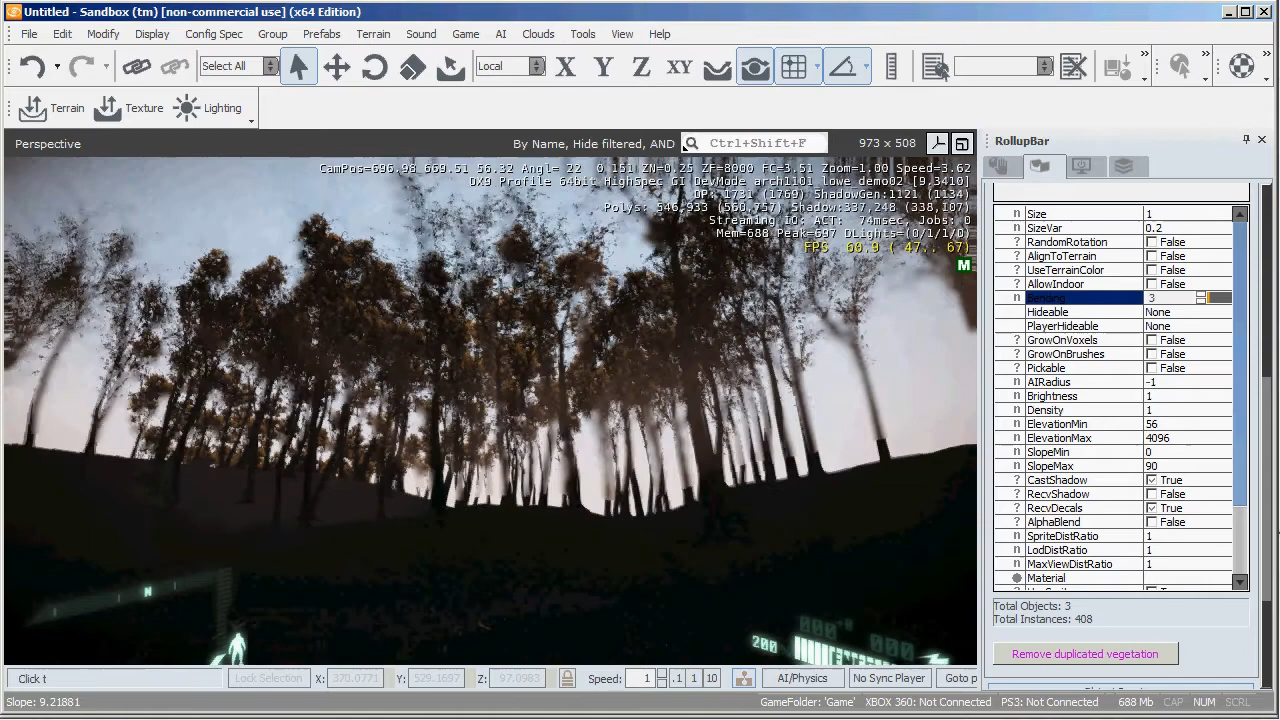 Untitled - Sandbox (tm) [non-commercial use] (x64 Edition)
File Edit Modify Display Config Spec Group Prefabs Terrain Sound Game AI Clouds Tools View Help
Select All Local X Y Z XY
Terrain Texture Lighting
Perspective By Name, Hide filtered, AND Ctrl+Shift+F 973 x 508
CamPos=696.98 669.51 56.32 Angl= 22 0 151 ZN=0.25 ZF=8000 FC=3.51 Zoom=1.00 Speed=3.62
DX9 Profile 64bit HighSpec GI DevMode arch1101_lowe_demo02 [9,3410]
DP: 1731 (1769) ShadowGen:1121 (1134)
Polys: 546,933 (560,757) Shadow:337,248 (338,107)
Streaming IO: ACT: 74msec, Jobs: 0
Mem=688 Peak=697 DLights=(0/1/1/0)
FPS 60.9 ( 47.. 67)
M
N
200
RollupBar
Size 1
SizeVar 0.2
RandomRotation False
AlignToTerrain False
UseTerrainColor False
AllowIndoor False
Bending 3
Hideable None
PlayerHideable None
GrowOnVoxels False
GrowOnBrushes False
Pickable False
AIRadius -1
Brightness 1
Density 1
ElevationMin 56
ElevationMax 4096
SlopeMin 0
SlopeMax 90
CastShadow True
RecvShadow False
RecvDecals True
AlphaBlend False
SpriteDistRatio 1
LodDistRatio 1
MaxViewDistRatio 1
Material
Total Objects: 3
Total Instances: 408
Remove duplicated vegetation
Click t Lock Selection X: 370.0771 Y: 529.1697 Z: 97.0983 Speed: 1 .1 1 10 AI/Physics No Sync Player Goto p
Slope: 9.21881 GameFolder: 'Game' XBOX 360: Not Connected PS3: Not Connected 688 Mb CAP NUM SCRL